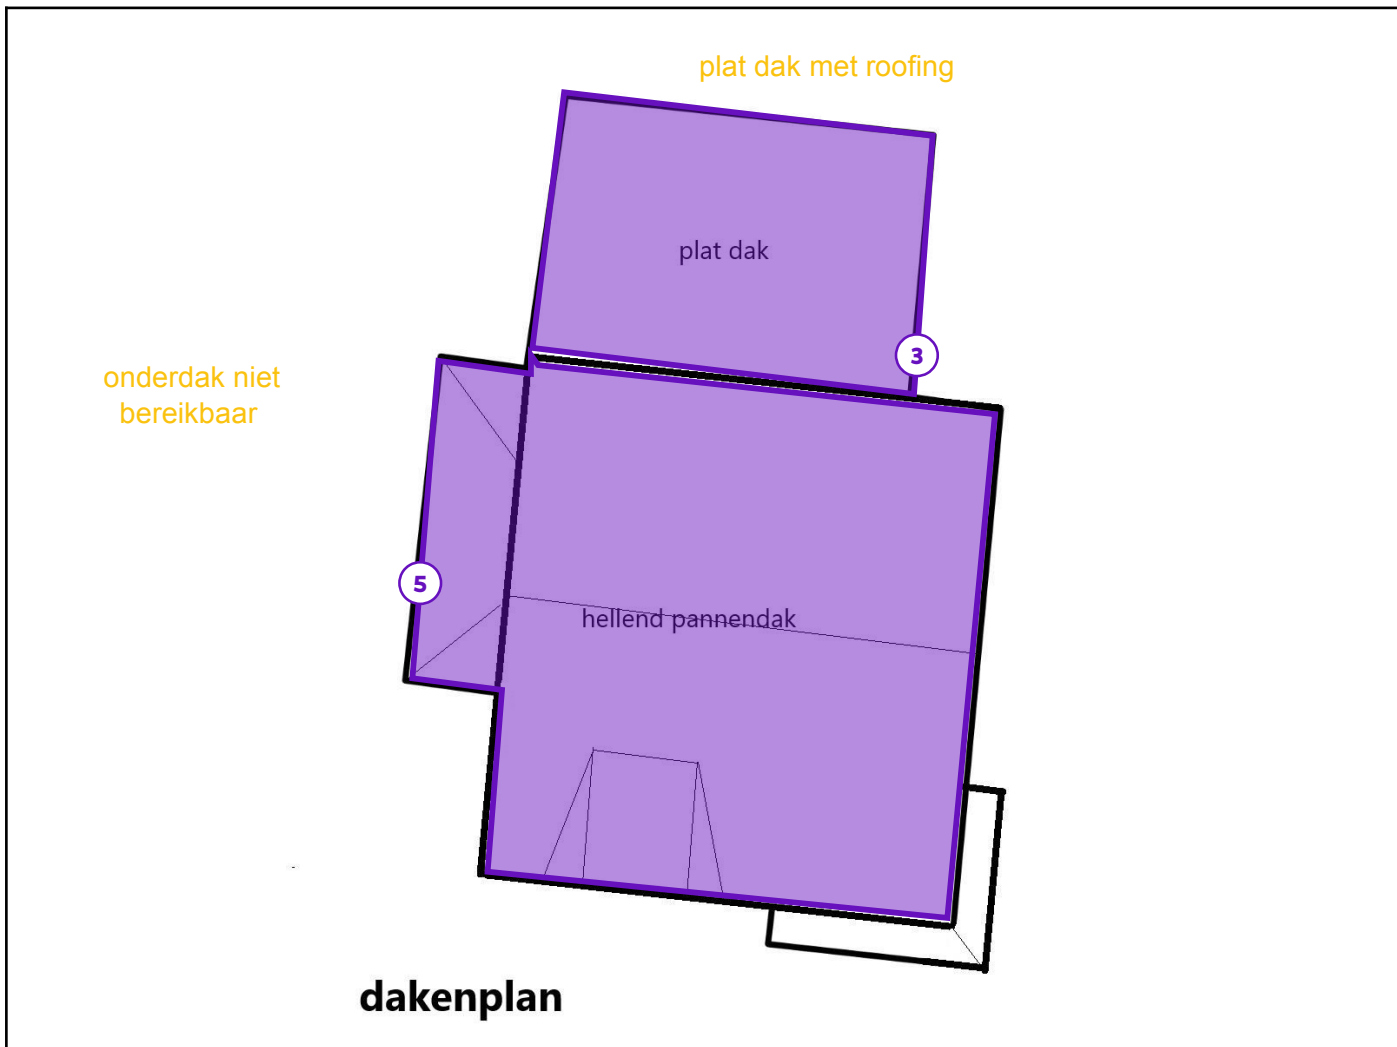 plat dak met roofing
plat dak
3
onderdak niet
bereikbaar
5
hellend pannendak
dakenplan